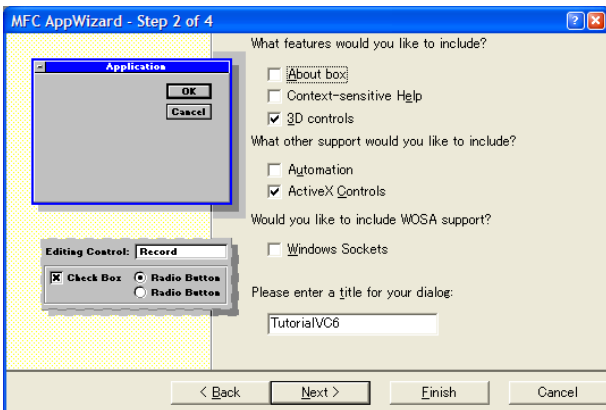 MFC AppWizard - Step 2 of 4
Application
OK
Cancel
Editing Control: Record
Check Box
Radio Button
Radio Button
What features would you like to include?
About box
Context-sensitive Help
3D controls
What other support would you like to include?
Automation
ActiveX Controls
Would you like to include WOSA support?
Windows Sockets
Please enter a title for your dialog:
TutorialVC6
< Back Next > Finish Cancel